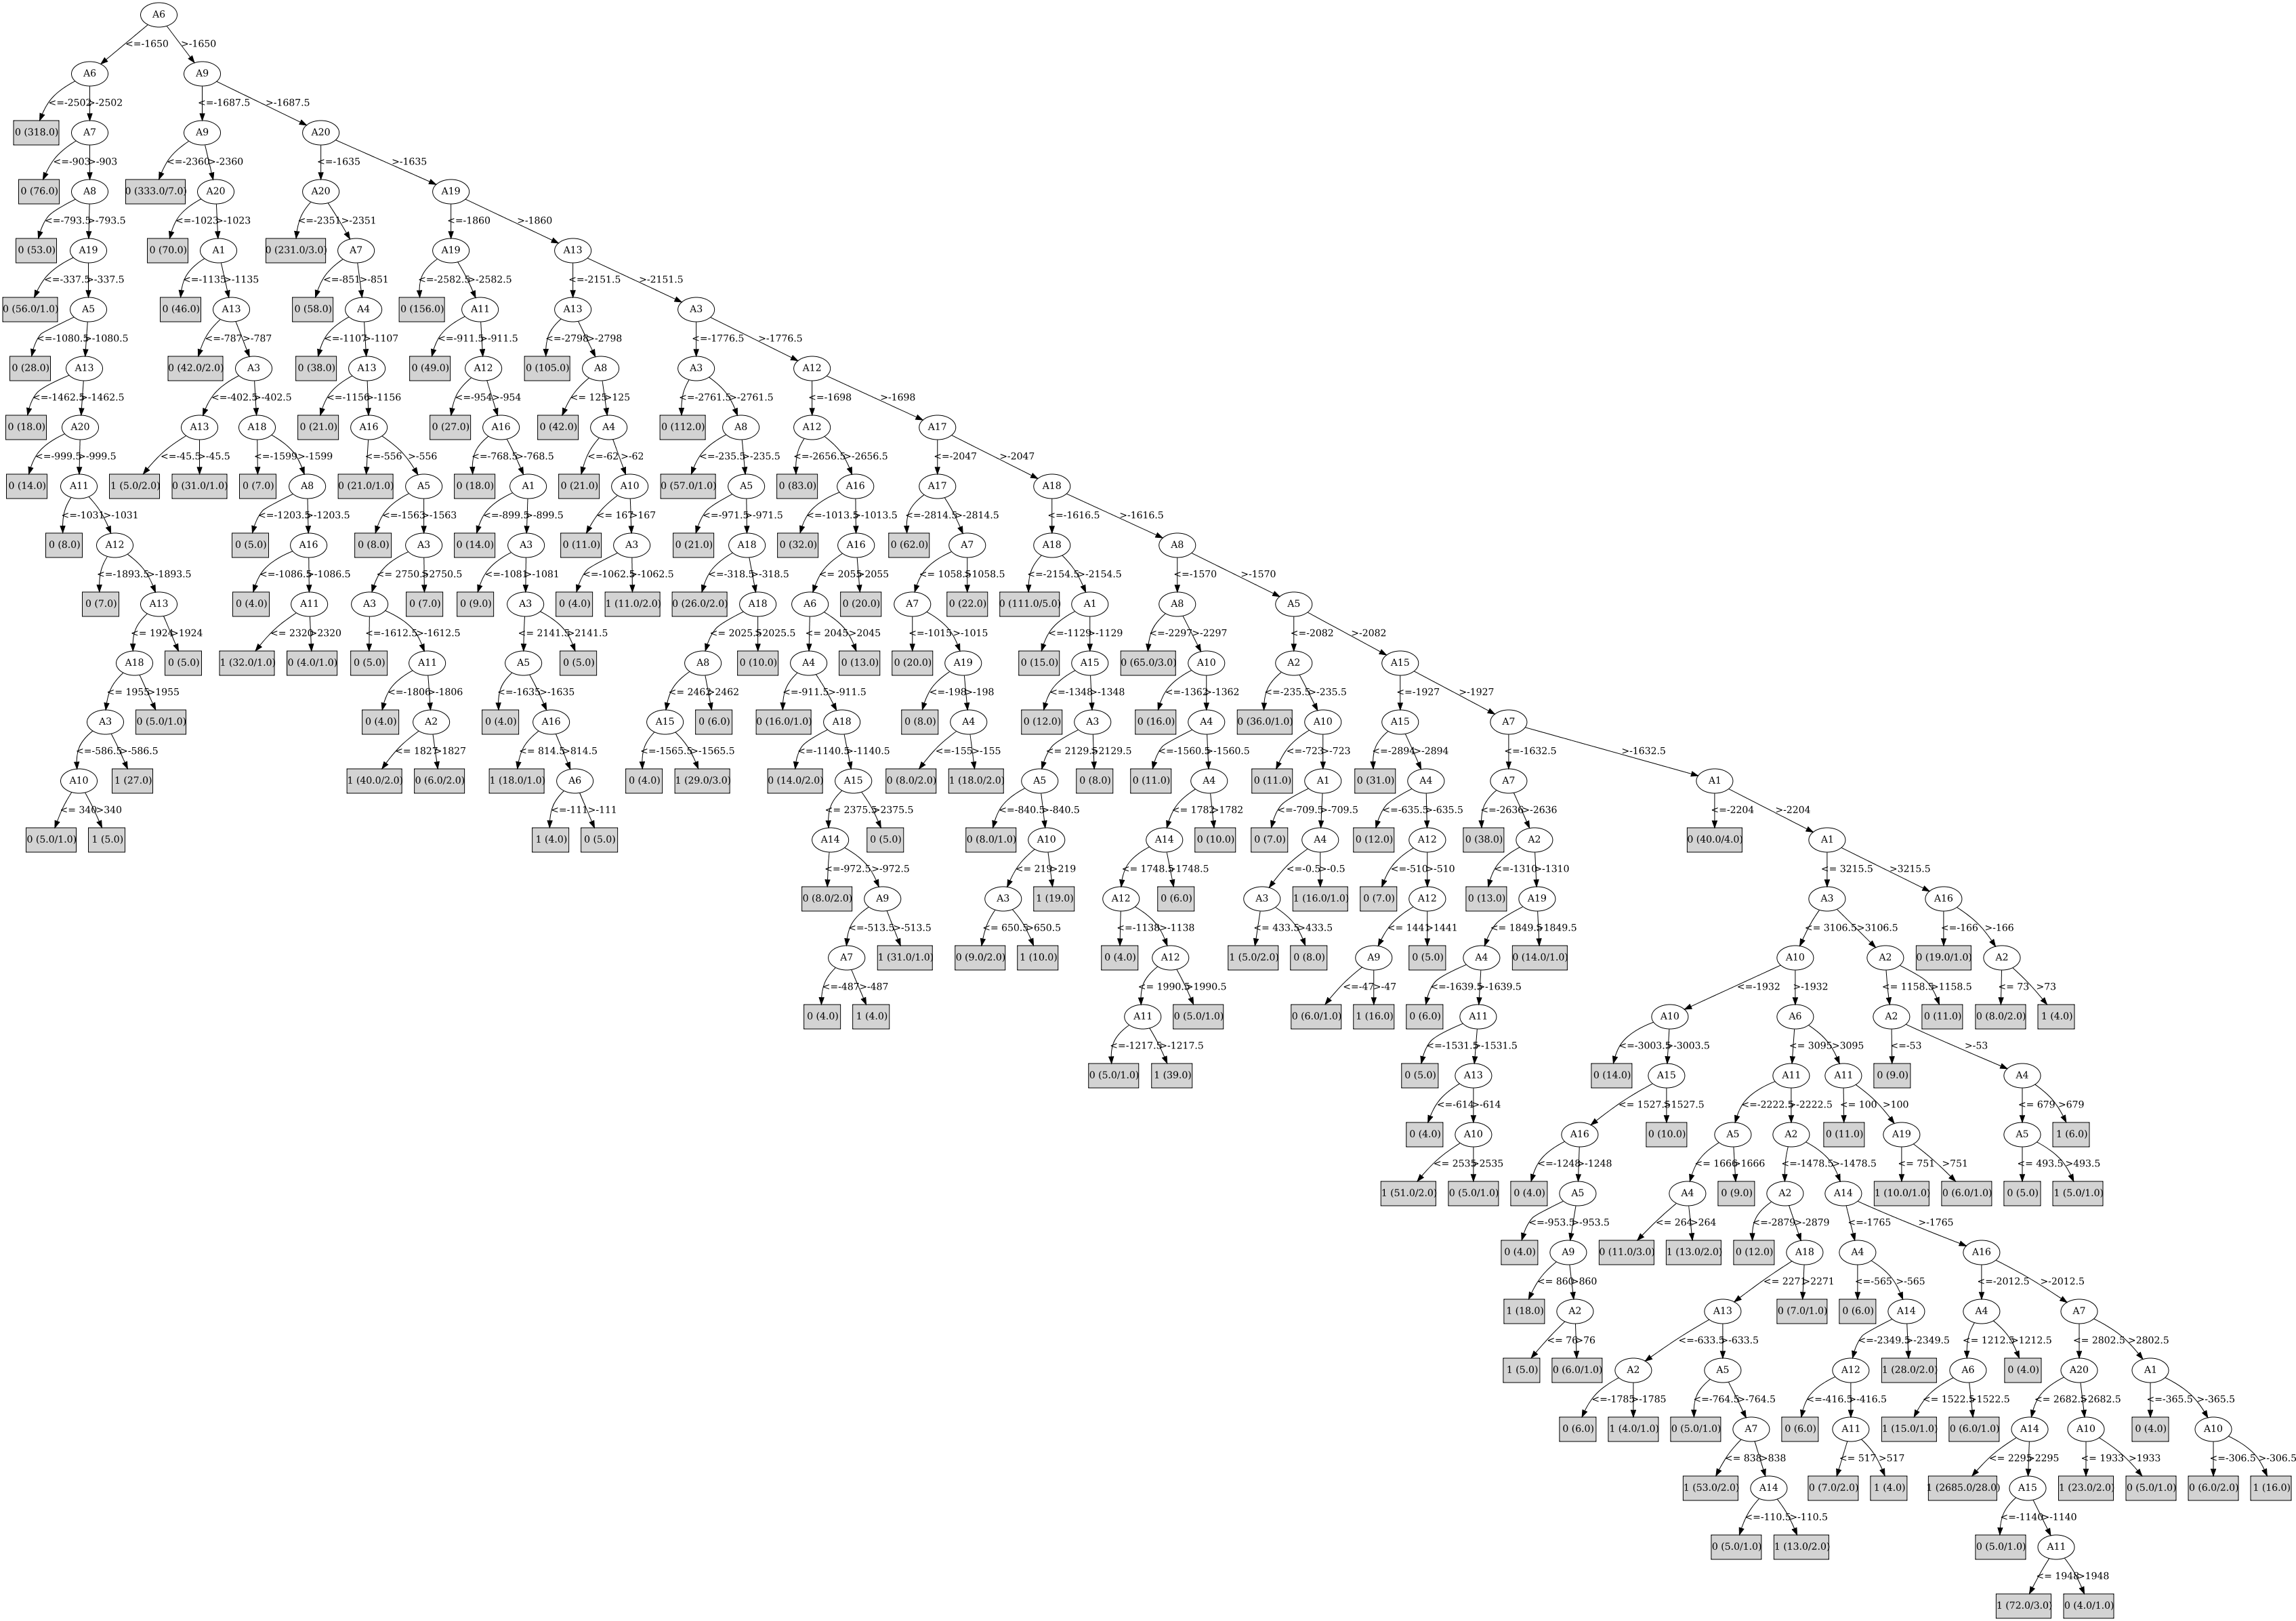 A6
<=-1650 >-1650
A6 A9
<=-2502 >-2502 <=-1687.5 >-1687.5
0 (318.0) A7 A9 A20
<=-903 >-903 <=-2360 >-2360 <=-1635 >-1635
0 (76.0) A8 0 (333.0/7.0) A20 A20 A19
<=-793.5 >-793.5 <=-1023 >-1023 <=-2351 >-2351 <=-1860 >-1860
0 (53.0) A19 0 (70.0) A1 0 (231.0/3.0) A7 A19 A13
<=-337.5 >-337.5 <=-1135 >-1135 <=-851 >-851 <=-2582.5 >-2582.5 <=-2151.5 >-2151.5
0 (56.0/1.0) A5 0 (46.0) A13 0 (58.0) A4 0 (156.0) A11 A13 A3
<=-1080.5 >-1080.5 <=-787 >-787 <=-1107 >-1107 <=-911.5 >-911.5 <=-2798 >-2798 <=-1776.5 >-1776.5
0 (28.0) A13 0 (42.0/2.0) A3 0 (38.0) A13 0 (49.0) A12 0 (105.0) A8 A3 A12
<=-1462.5 >-1462.5 <=-402.5 >-402.5 <=-1156 >-1156 <=-954 >-954 <= 125 >125 <=-2761.5 >-2761.5 <=-1698 >-1698
0 (18.0) A20 A13 A18 0 (21.0) A16 0 (27.0) A16 0 (42.0) A4 0 (112.0) A8 A12 A17
<=-999.5 >-999.5 <=-45.5 >-45.5 <=-1599 >-1599 <=-556 >-556 <=-768.5 >-768.5 <=-62 >-62 <=-235.5 >-235.5 <=-2656.5 >-2656.5 <=-2047 >-2047
0 (14.0) A11 1 (5.0/2.0) 0 (31.0/1.0) 0 (7.0) A8 0 (21.0/1.0) A5 0 (18.0) A1 0 (21.0) A10 0 (57.0/1.0) A5 0 (83.0) A16 A17 A18
<=-1031 >-1031 <=-1203.5 >-1203.5 <=-1563 >-1563 <=-899.5 >-899.5 <= 167 >167 <=-971.5 >-971.5 <=-1013.5 >-1013.5 <=-2814.5 >-2814.5 <=-1616.5 >-1616.5
0 (8.0) A12 0 (5.0) A16 0 (8.0) A3 0 (14.0) A3 0 (11.0) A3 0 (21.0) A18 0 (32.0) A16 0 (62.0) A7 A18 A8
<=-1893.5 >-1893.5 <=-1086.5 >-1086.5 <= 2750.5 >2750.5 <=-1081 >-1081 <=-1062.5 >-1062.5 <=-318.5 >-318.5 <= 2055 >2055 <= 1058.5 >1058.5 <=-2154.5 >-2154.5 <=-1570 >-1570
0 (7.0) A13 0 (4.0) A11 A3 0 (7.0) 0 (9.0) A3 0 (4.0) 1 (11.0/2.0) 0 (26.0/2.0) A18 A6 0 (20.0) A7 0 (22.0) 0 (111.0/5.0) A1 A8 A5
<= 1924 >1924 <= 2320 >2320 <=-1612.5 >-1612.5 <= 2141.5 >2141.5 <= 2025.5 >2025.5 <= 2045 >2045 <=-1015 >-1015 <=-1129 >-1129 <=-2297 >-2297 <=-2082 >-2082
A18 0 (5.0) 1 (32.0/1.0) 0 (4.0/1.0) 0 (5.0) A11 A5 0 (5.0) A8 0 (10.0) A4 0 (13.0) 0 (20.0) A19 0 (15.0) A15 0 (65.0/3.0) A10 A2 A15
<= 1955 >1955 <=-1806 >-1806 <=-1635 >-1635 <= 2462 >2462 <=-911.5 >-911.5 <=-198 >-198 <=-1348 >-1348 <=-1362 >-1362 <=-235.5 >-235.5 <=-1927 >-1927
A3 0 (5.0/1.0) 0 (4.0) A2 0 (4.0) A16 A15 0 (6.0) 0 (16.0/1.0) A18 0 (8.0) A4 0 (12.0) A3 0 (16.0) A4 0 (36.0/1.0) A10 A15 A7
<=-586.5 >-586.5 <= 1827 >1827 <= 814.5 >814.5 <=-1565.5 >-1565.5 <=-1140.5 >-1140.5 <=-155 >-155 <= 2129.5 >2129.5 <=-1560.5 >-1560.5 <=-723 >-723 <=-2894 >-2894 <=-1632.5 >-1632.5
A10 1 (27.0) 1 (40.0/2.0) 0 (6.0/2.0) 1 (18.0/1.0) A6 0 (4.0) 1 (29.0/3.0) 0 (14.0/2.0) A15 0 (8.0/2.0) 1 (18.0/2.0) A5 0 (8.0) 0 (11.0) A4 0 (11.0) A1 0 (31.0) A4 A7 A1
<= 340 >340 <=-111 >-111 <= 2375.5 >2375.5 <=-840.5 >-840.5 <= 1782 >1782 <=-709.5 >-709.5 <=-635.5 >-635.5 <=-2636 >-2636 <=-2204 >-2204
0 (5.0/1.0) 1 (5.0) 1 (4.0) 0 (5.0) A14 0 (5.0) 0 (8.0/1.0) A10 A14 0 (10.0) 0 (7.0) A4 0 (12.0) A12 0 (38.0) A2 0 (40.0/4.0) A1
<=-972.5 >-972.5 <= 219 >219 <= 1748.5 >1748.5 <=-0.5 >-0.5 <=-510 >-510 <=-1310 >-1310 <= 3215.5 >3215.5
0 (8.0/2.0) A9 A3 1 (19.0) A12 0 (6.0) A3 1 (16.0/1.0) 0 (7.0) A12 0 (13.0) A19 A3 A16
<=-513.5 >-513.5 <= 650.5 >650.5 <=-1138 >-1138 <= 433.5 >433.5 <= 1441 >1441 <= 1849.5 >1849.5 <= 3106.5 >3106.5 <=-166 >-166
A7 1 (31.0/1.0) 0 (9.0/2.0) 1 (10.0) 0 (4.0) A12 1 (5.0/2.0) 0 (8.0) A9 0 (5.0) A4 0 (14.0/1.0) A10 A2 0 (19.0/1.0) A2
<=-487 >-487 <= 1990.5 >1990.5 <=-47 >-47 <=-1639.5 >-1639.5 <=-1932 >-1932 <= 1158.5 >1158.5 <= 73 >73
0 (4.0) 1 (4.0) A11 0 (5.0/1.0) 0 (6.0/1.0) 1 (16.0) 0 (6.0) A11 A10 A6 A2 0 (11.0) 0 (8.0/2.0) 1 (4.0)
<=-1217.5 >-1217.5 <=-1531.5 >-1531.5 <=-3003.5 >-3003.5 <= 3095 >3095 <=-53 >-53
0 (5.0/1.0) 1 (39.0) 0 (5.0) A13 0 (14.0) A15 A11 A11 0 (9.0) A4
<=-614 >-614 <= 1527.5 >1527.5 <=-2222.5 >-2222.5 <= 100 >100 <= 679 >679
0 (4.0) A10 A16 0 (10.0) A5 A2 0 (11.0) A19 A5 1 (6.0)
<= 2535 >2535 <=-1248 >-1248 <= 1666 >1666 <=-1478.5 >-1478.5 <= 751 >751 <= 493.5 >493.5
1 (51.0/2.0) 0 (5.0/1.0) 0 (4.0) A5 A4 0 (9.0) A2 A14 1 (10.0/1.0) 0 (6.0/1.0) 0 (5.0) 1 (5.0/1.0)
<=-953.5 >-953.5 <= 264 >264 <=-2879 >-2879 <=-1765 >-1765
0 (4.0) A9 0 (11.0/3.0) 1 (13.0/2.0) 0 (12.0) A18 A4 A16
<= 860 >860 <= 2271 >2271 <=-565 >-565 <=-2012.5 >-2012.5
1 (18.0) A2 A13 0 (7.0/1.0) 0 (6.0) A14 A4 A7
<= 76 >76 <=-633.5 >-633.5 <=-2349.5 >-2349.5 <= 1212.5 >1212.5 <= 2802.5 >2802.5
1 (5.0) 0 (6.0/1.0) A2 A5 A12 1 (28.0/2.0) A6 0 (4.0) A20 A1
<=-1785 >-1785 <=-764.5 >-764.5 <=-416.5 >-416.5 <= 1522.5 >1522.5 <= 2682.5 >2682.5 <=-365.5 >-365.5
0 (6.0) 1 (4.0/1.0) 0 (5.0/1.0) A7 0 (6.0) A11 1 (15.0/1.0) 0 (6.0/1.0) A14 A10 0 (4.0) A10
<= 838 >838 <= 517 >517 <= 2295 >2295 <= 1933 >1933 <=-306.5 >-306.5
1 (53.0/2.0) A14 0 (7.0/2.0) 1 (4.0) 1 (2685.0/28.0) A15 1 (23.0/2.0) 0 (5.0/1.0) 0 (6.0/2.0) 1 (16.0)
<=-110.5 >-110.5 <=-1140 >-1140
0 (5.0/1.0) 1 (13.0/2.0) 0 (5.0/1.0) A11
<= 1948 >1948
1 (72.0/3.0) 0 (4.0/1.0)